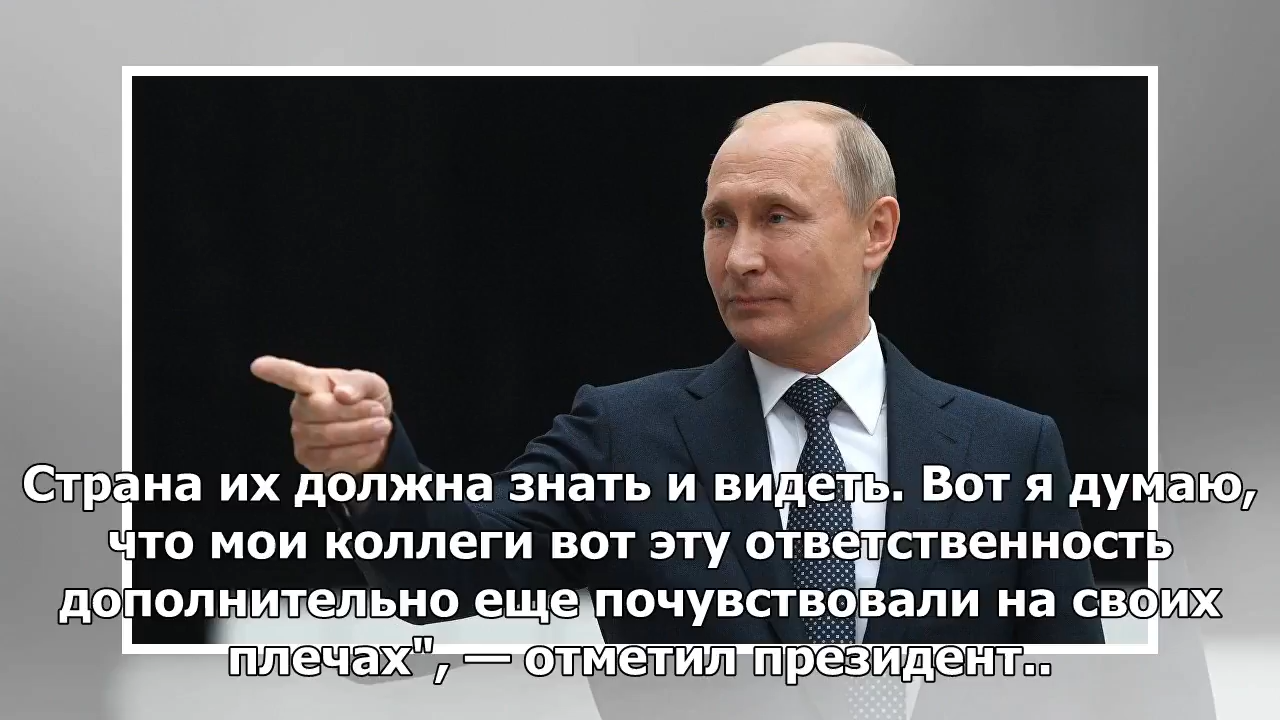 Страна их должна знать и видеть. Вот я думаю,
что мои коллеги вот эту ответственность
дополнительно еще почувствовали на своих
плечах", — отметил президент..